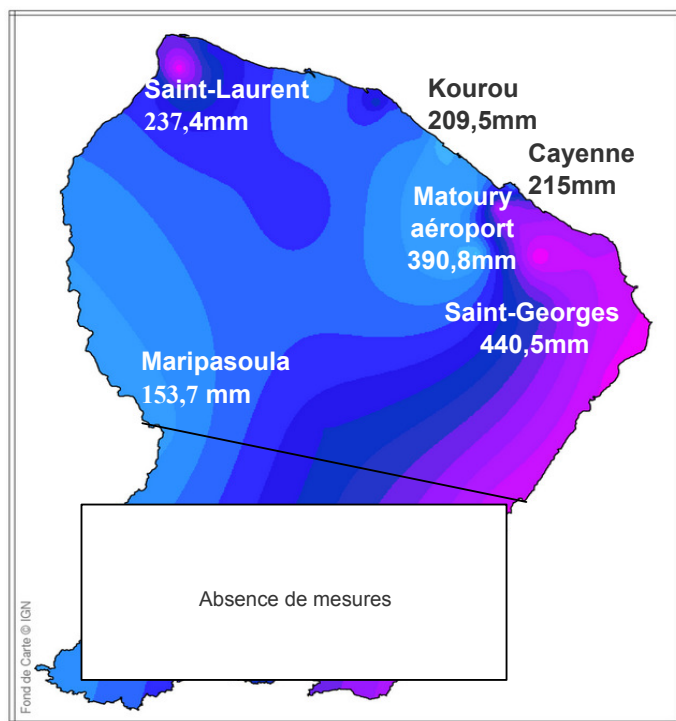 Saint-Laurent
237,4mm
Kourou
209,5mm
Cayenne
215mm
Matoury
aéroport
390,8mm
Saint-Georges
440,5mm
Maripasoula
153,7 mm
Absence de mesures
Fond de Carte © IGN